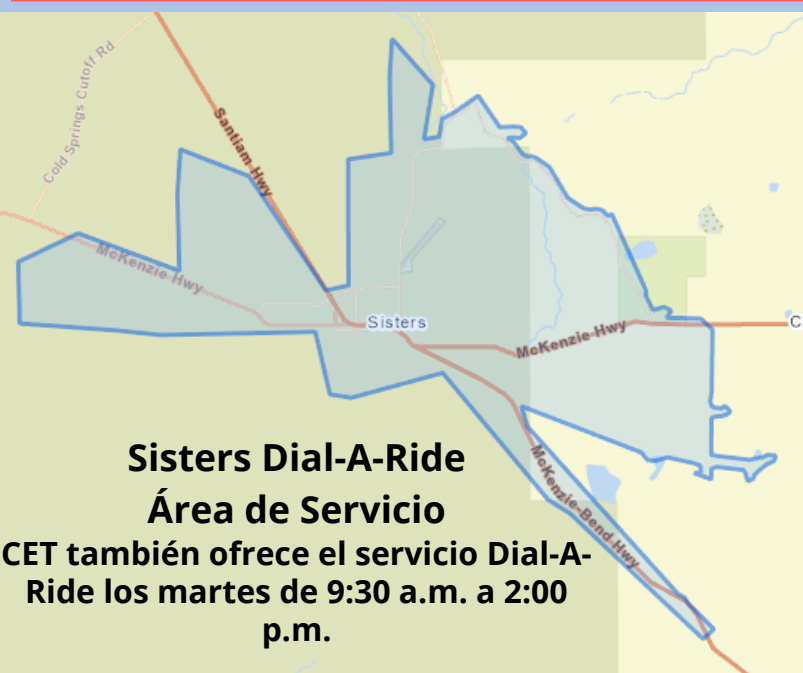 Cold Springs Cutoff Rd
Santiam Hwy
McKenzie Hwy
Sisters
McKenzie Hwy
C
McKenzie-Bend Hwy
Sisters Dial-A-Ride
Área de Servicio
CET también ofrece el servicio Dial-A-
Ride los martes de 9:30 a.m. a 2:00
p.m.